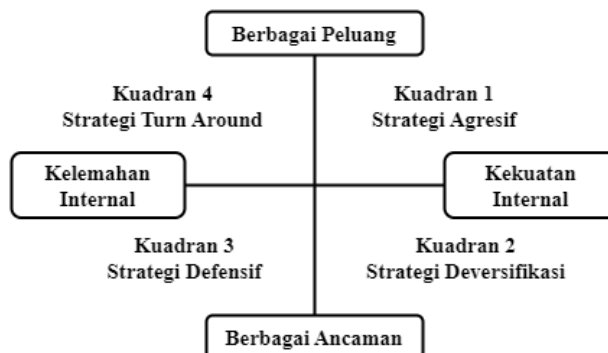 Berbagai Peluang
Kuadran 4
Strategi Turn Around
Kuadran 1
Strategi Agresif
Kelemahan
Internal
Kekuatan
Internal
Kuadran 3
Strategi Defensif
Kuadran 2
Strategi Deversifikasi
Berbagai Ancaman